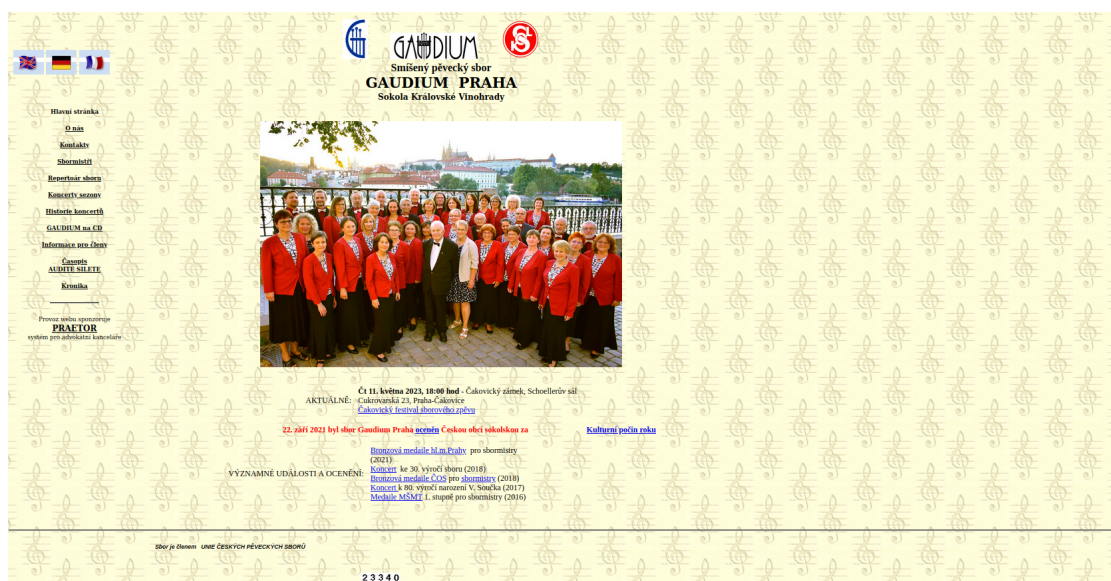 GAUDIUM
Smíšený pěvecký sbor
GAUDIUM PRAHA
Sokola Královské Vinohrady
Hlavní stránka
O nás
Kontakty
Sbormistři
Repertoár sboru
Koncerty sezony
Historie koncertů
GAUDIUM na CD
Informace pro členy
Časopis
AUDITE SILETE
Kronika
Provoz webu sponzoruje
PRAETOR
systém pro advokátní kanceláře
AKTUÁLNĚ:
Čt 11. května 2023, 18:00 hod - Čakovický zámek, Schoellerův sál
Cukrovarská 23, Praha-Čakovice
Čakovický festival sborového zpěvu
22. září 2021 byl sbor Gaudium Praha oceněn Českou obcí sokolskou za Kulturní počin roku
VÝZNAMNÉ UDÁLOSTI A OCENĚNÍ:
Bronzová medaile hl.m.Prahy pro sbormistry
(2021)
Koncert ke 30. výročí sboru (2018)
Bronzová medaile ČOS pro sbormistry (2018)
Koncert k 80. výročí narození V. Součka (2017)
Medaile MŠMT 1. stupně pro sbormistry (2016)
Sbor je členem UNIE ČESKÝCH PĚVECKÝCH SBORŮ
23340